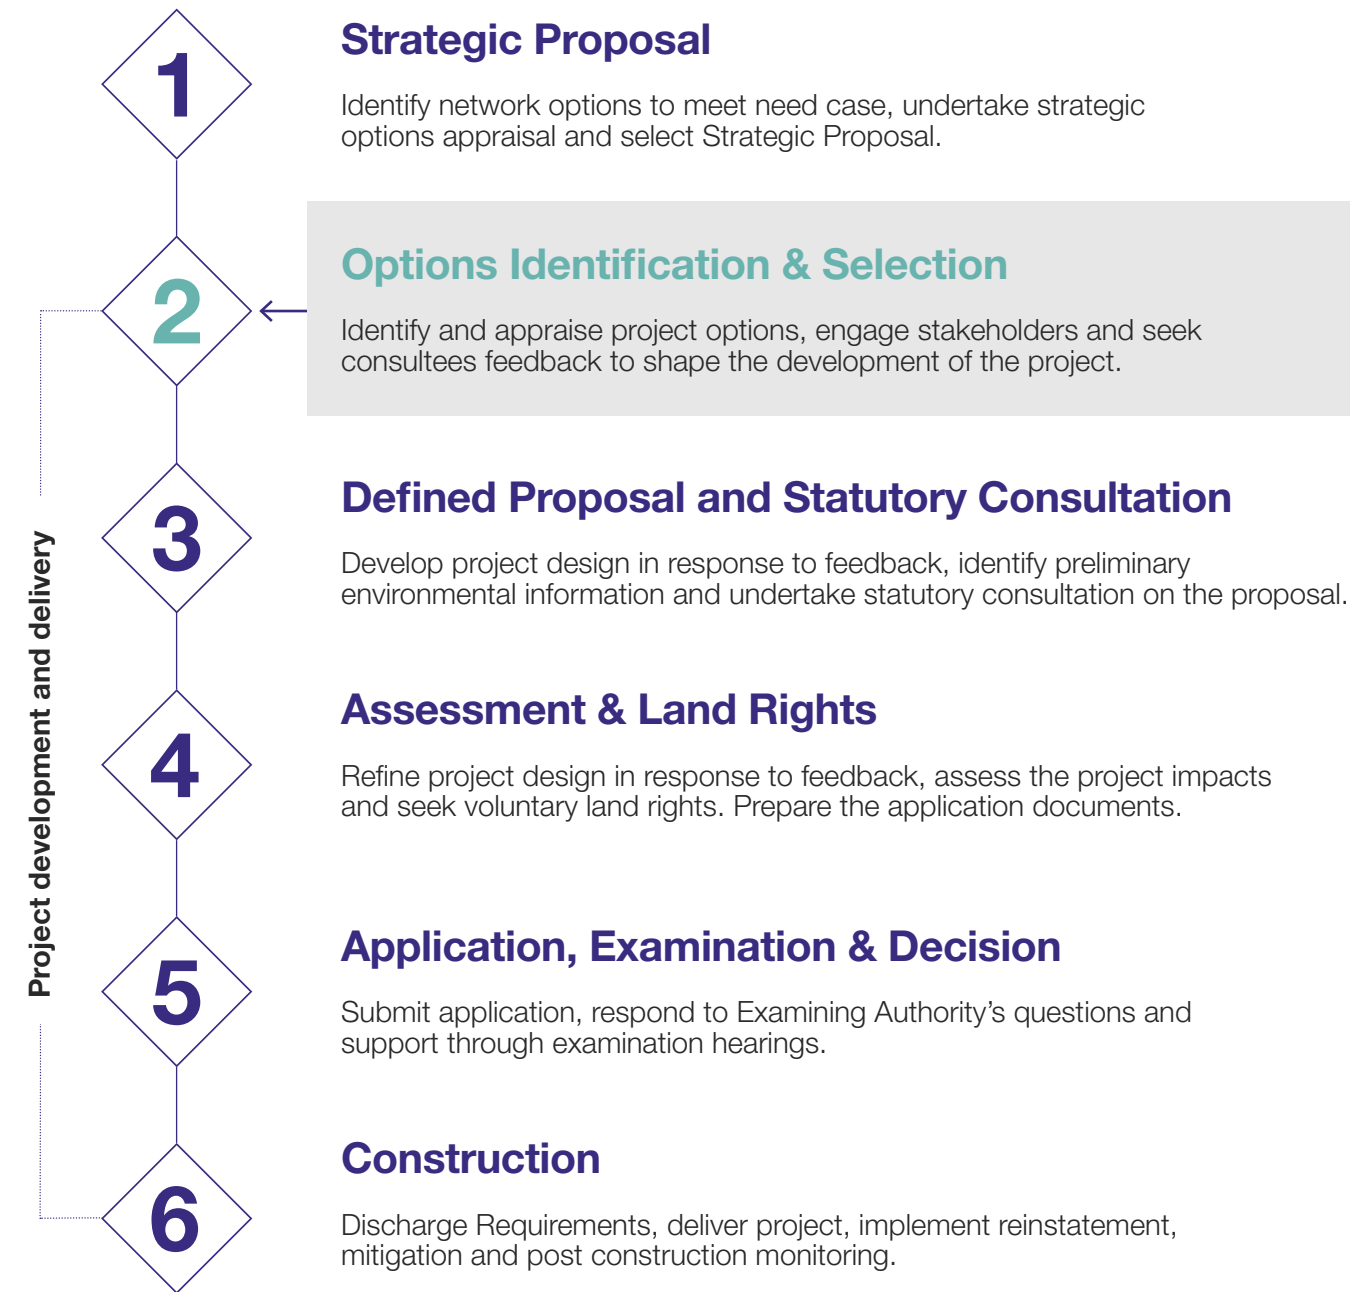 1
Strategic Proposal
Identify network options to meet need case, undertake strategic
options appraisal and select Strategic Proposal.
2
Options Identification & Selection
Identify and appraise project options, engage stakeholders and seek
consultees feedback to shape the development of the project.
3
Defined Proposal and Statutory Consultation
Develop project design in response to feedback, identify preliminary
environmental information and undertake statutory consultation on the proposal.
Project development and delivery
4
Assessment & Land Rights
Refine project design in response to feedback, assess the project impacts
and seek voluntary land rights. Prepare the application documents.
5
Application, Examination & Decision
Submit application, respond to Examining Authority’s questions and
support through examination hearings.
6
Construction
Discharge Requirements, deliver project, implement reinstatement,
mitigation and post construction monitoring.